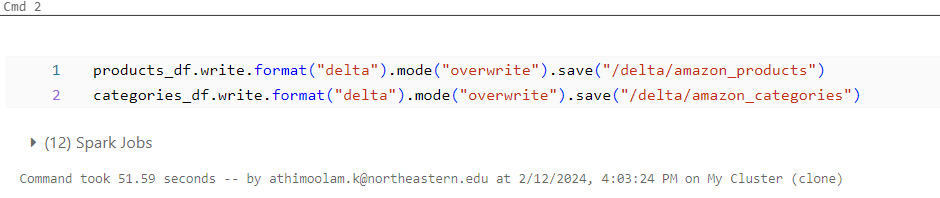 Cmd 2
1 products_df.write.format("delta").mode("overwrite").save("/delta/amazon_products")
2 categories_df.write.format("delta").mode("overwrite").save("/delta/amazon_categories")
(12) Spark Jobs
Command took 51.59 seconds -- by athimoolam.k@northeastern.edu at 2/12/2024, 4:03:24 PM on My Cluster (clone)